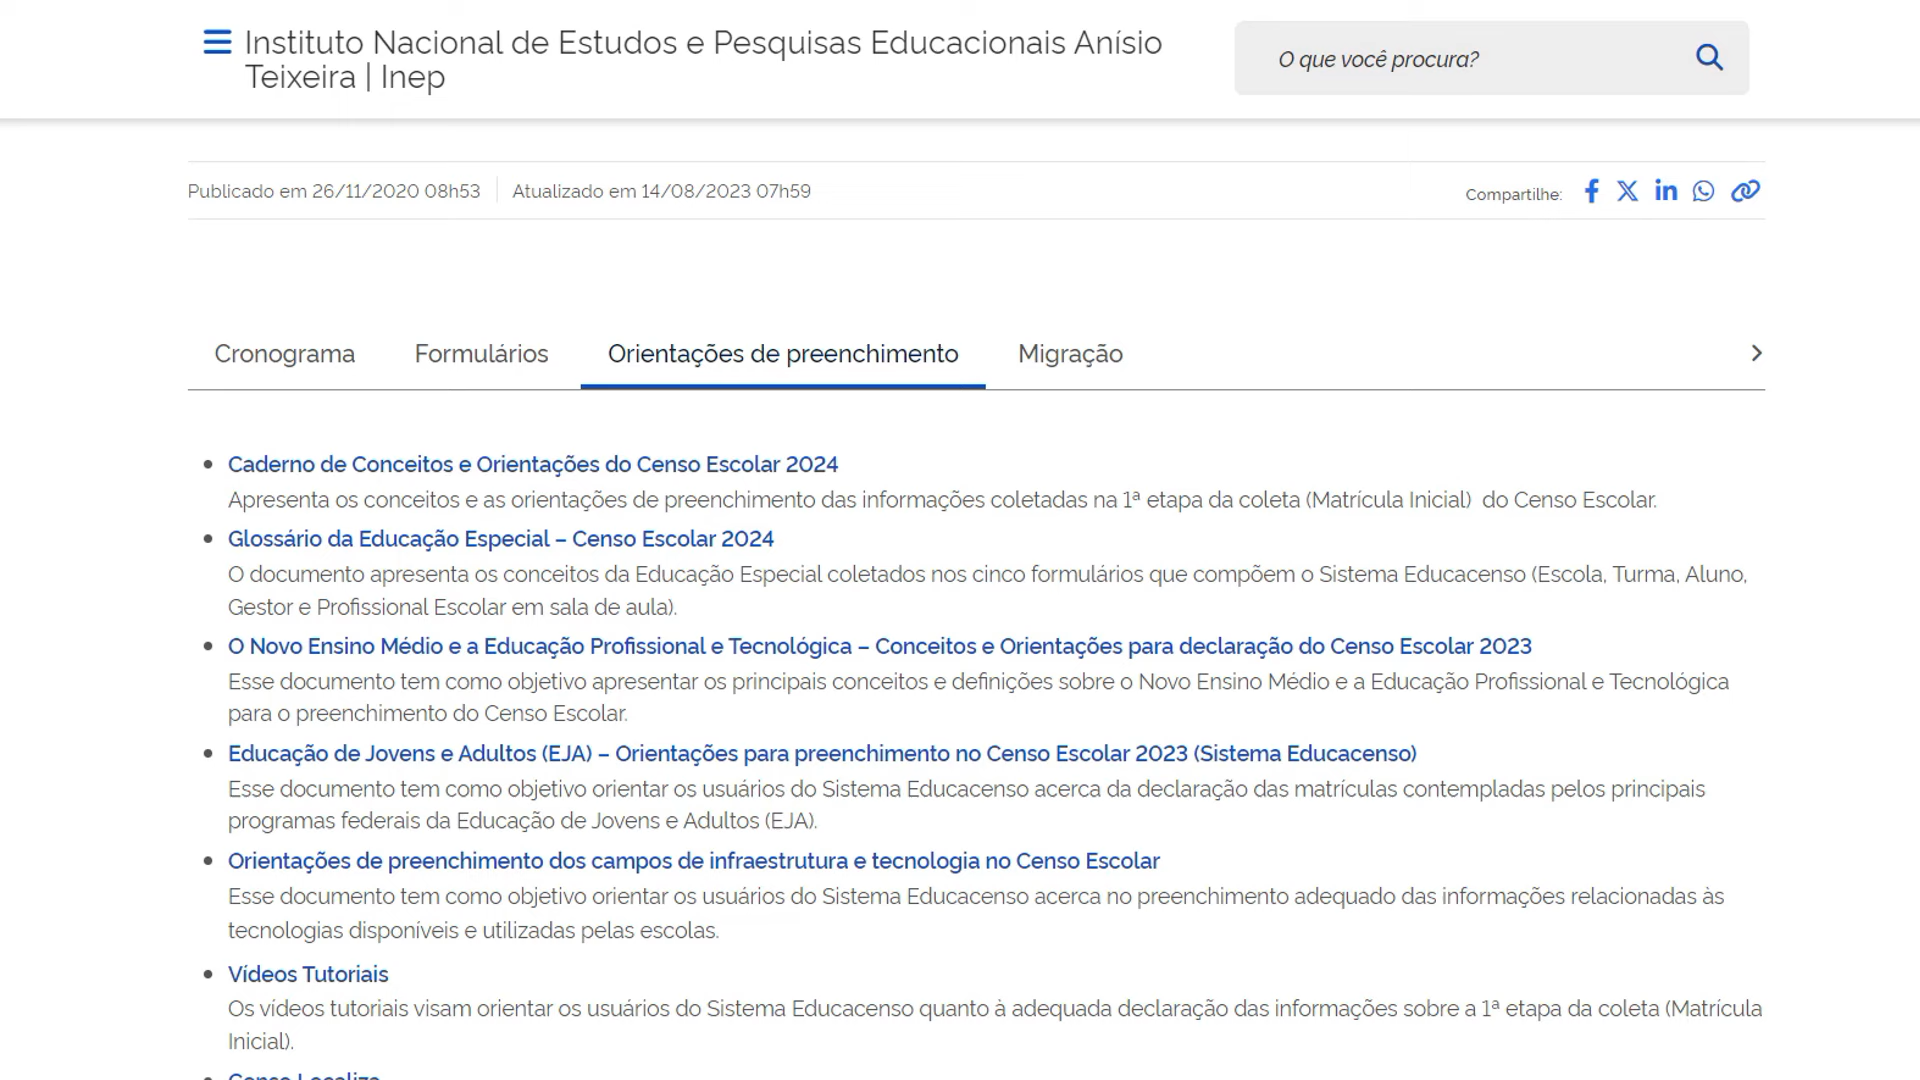 Instituto Nacional de Estudos e Pesquisas Educacionais Anísio
Teixeira | Inep
O que você procura?
Publicado em 26/11/2020 08h53
Atualizado em 14/08/2023 07h59
Compartilhe:
Cronograma
Formulários
Orientações de preenchimento
Migração
Caderno de Conceitos e Orientações do Censo Escolar 2024
Apresenta os conceitos e as orientações de preenchimento das informações coletadas na 1ª etapa da coleta (Matrícula Inicial) do Censo Escolar.
Glossário da Educação Especial – Censo Escolar 2024
O documento apresenta os conceitos da Educação Especial coletados nos cinco formulários que compõem o Sistema Educacenso (Escola, Turma, Aluno,
Gestor e Profissional Escolar em sala de aula).
O Novo Ensino Médio e a Educação Profissional e Tecnológica – Conceitos e Orientações para declaração do Censo Escolar 2023
Esse documento tem como objetivo apresentar os principais conceitos e definições sobre o Novo Ensino Médio e a Educação Profissional e Tecnológica
para o preenchimento do Censo Escolar.
Educação de Jovens e Adultos (EJA) – Orientações para preenchimento no Censo Escolar 2023 (Sistema Educacenso)
Esse documento tem como objetivo orientar os usuários do Sistema Educacenso acerca da declaração das matrículas contempladas pelos principais
programas federais da Educação de Jovens e Adultos (EJA).
Orientações de preenchimento dos campos de infraestrutura e tecnologia no Censo Escolar
Esse documento tem como objetivo orientar os usuários do Sistema Educacenso acerca no preenchimento adequado das informações relacionadas às
tecnologias disponíveis e utilizadas pelas escolas.
Vídeos Tutoriais
Os vídeos tutoriais visam orientar os usuários do Sistema Educacenso quanto à adequada declaração das informações sobre a 1ª etapa da coleta (Matrícula
Inicial).
Censo Localiza